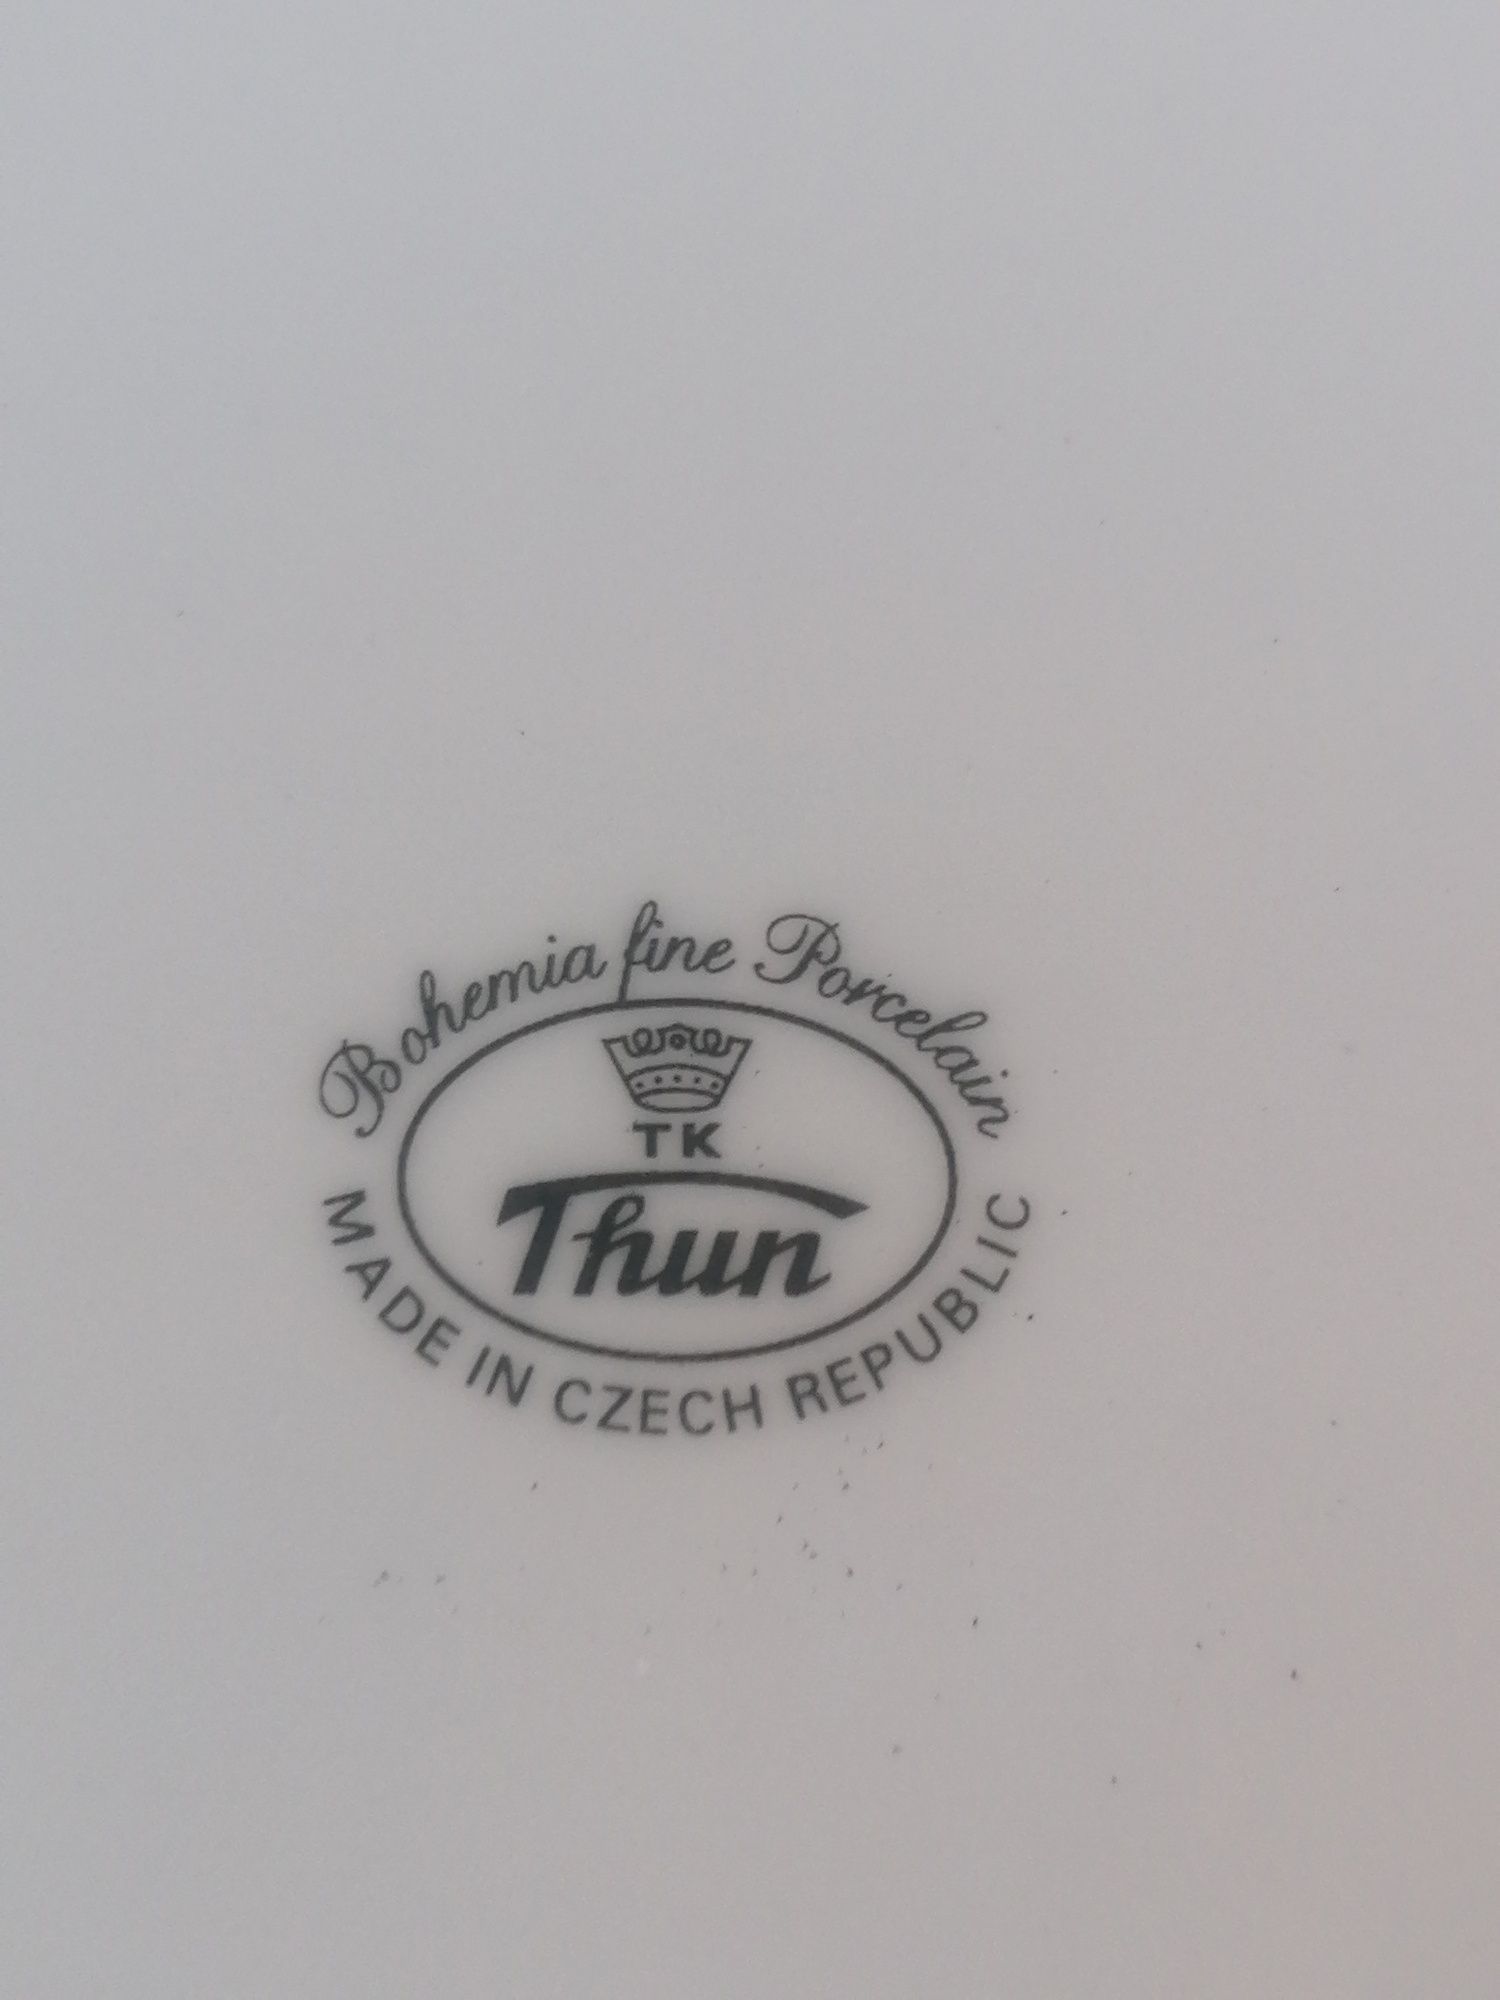 Bohemia fine Porcelain
TK
Thun
MADE IN CZECH REPUBLIC